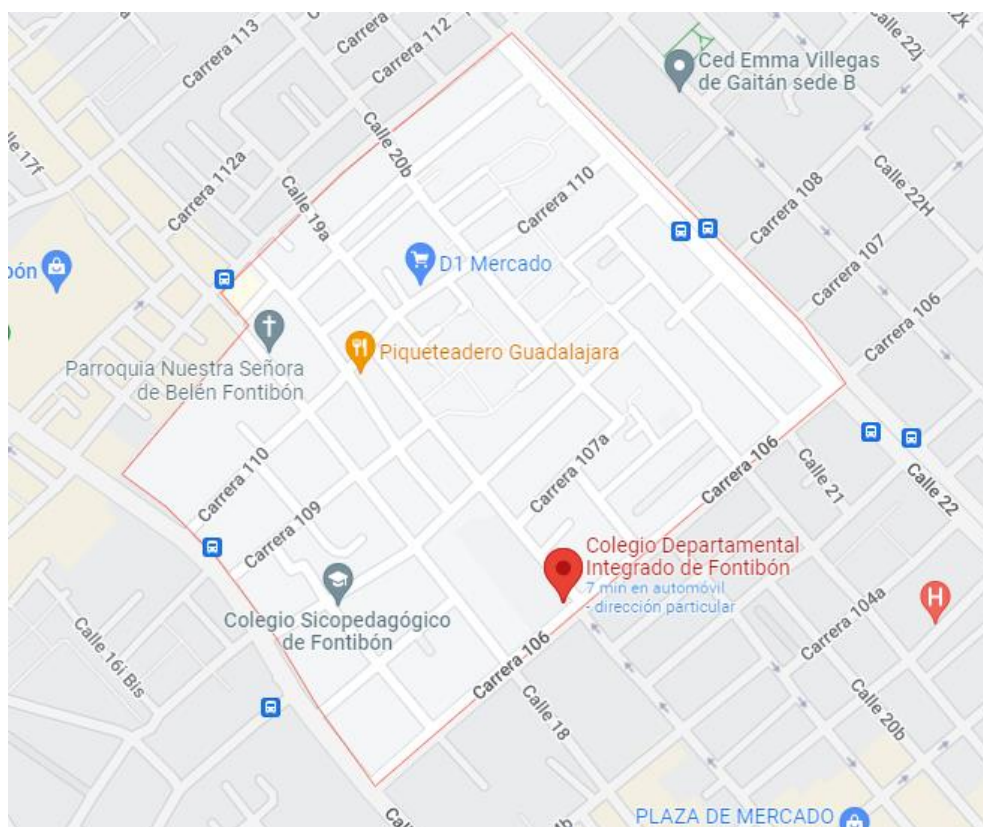 Carrera 113
Carrera
Carrera 112
Calle 22j
22k
Ced Emma Villegas
de Gaitán sede B
Calle 17f
Carrera 112a
Calle 20b
Calle 19a
Carrera 110
Carrera 108
Calle 22H
Carrera 107
Carrera 106
D1 Mercado
Parroquia Nuestra Señora
de Belén Fontibón
Piqueteadero Guadalajara
Carrera 110
Carrera 109
Carrera 107a
Carrera 106
Calle 21
Calle 22
Colegio Departamental
Integrado de Fontibón
7 min en automóvil
- dirección particular
Colegio Sicopedagógico
de Fontibón
H
Carrera 104a
Calle 16i Bis
Carrera 106
Calle 18
Calle 20b
PLAZA DE MERCADO